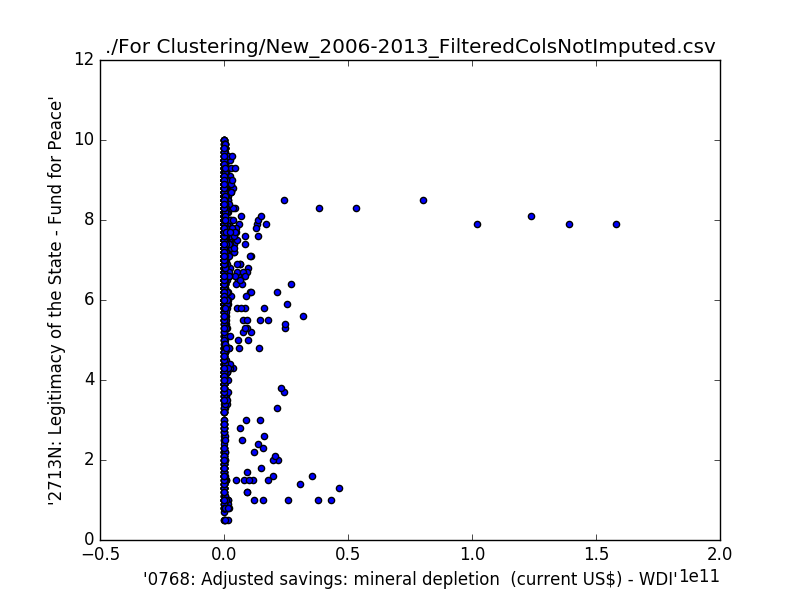 ./For Clustering/New_2006-2013_FilteredColsNotImputed.csv
12
10
8
6
4
2
0
'2713N: Legitimacy of the State - Fund for Peace'
−0.5 0.0 0.5 1.0 1.5 2.0
'0768: Adjusted savings: mineral depletion  (current US$) - WDI' 1e11